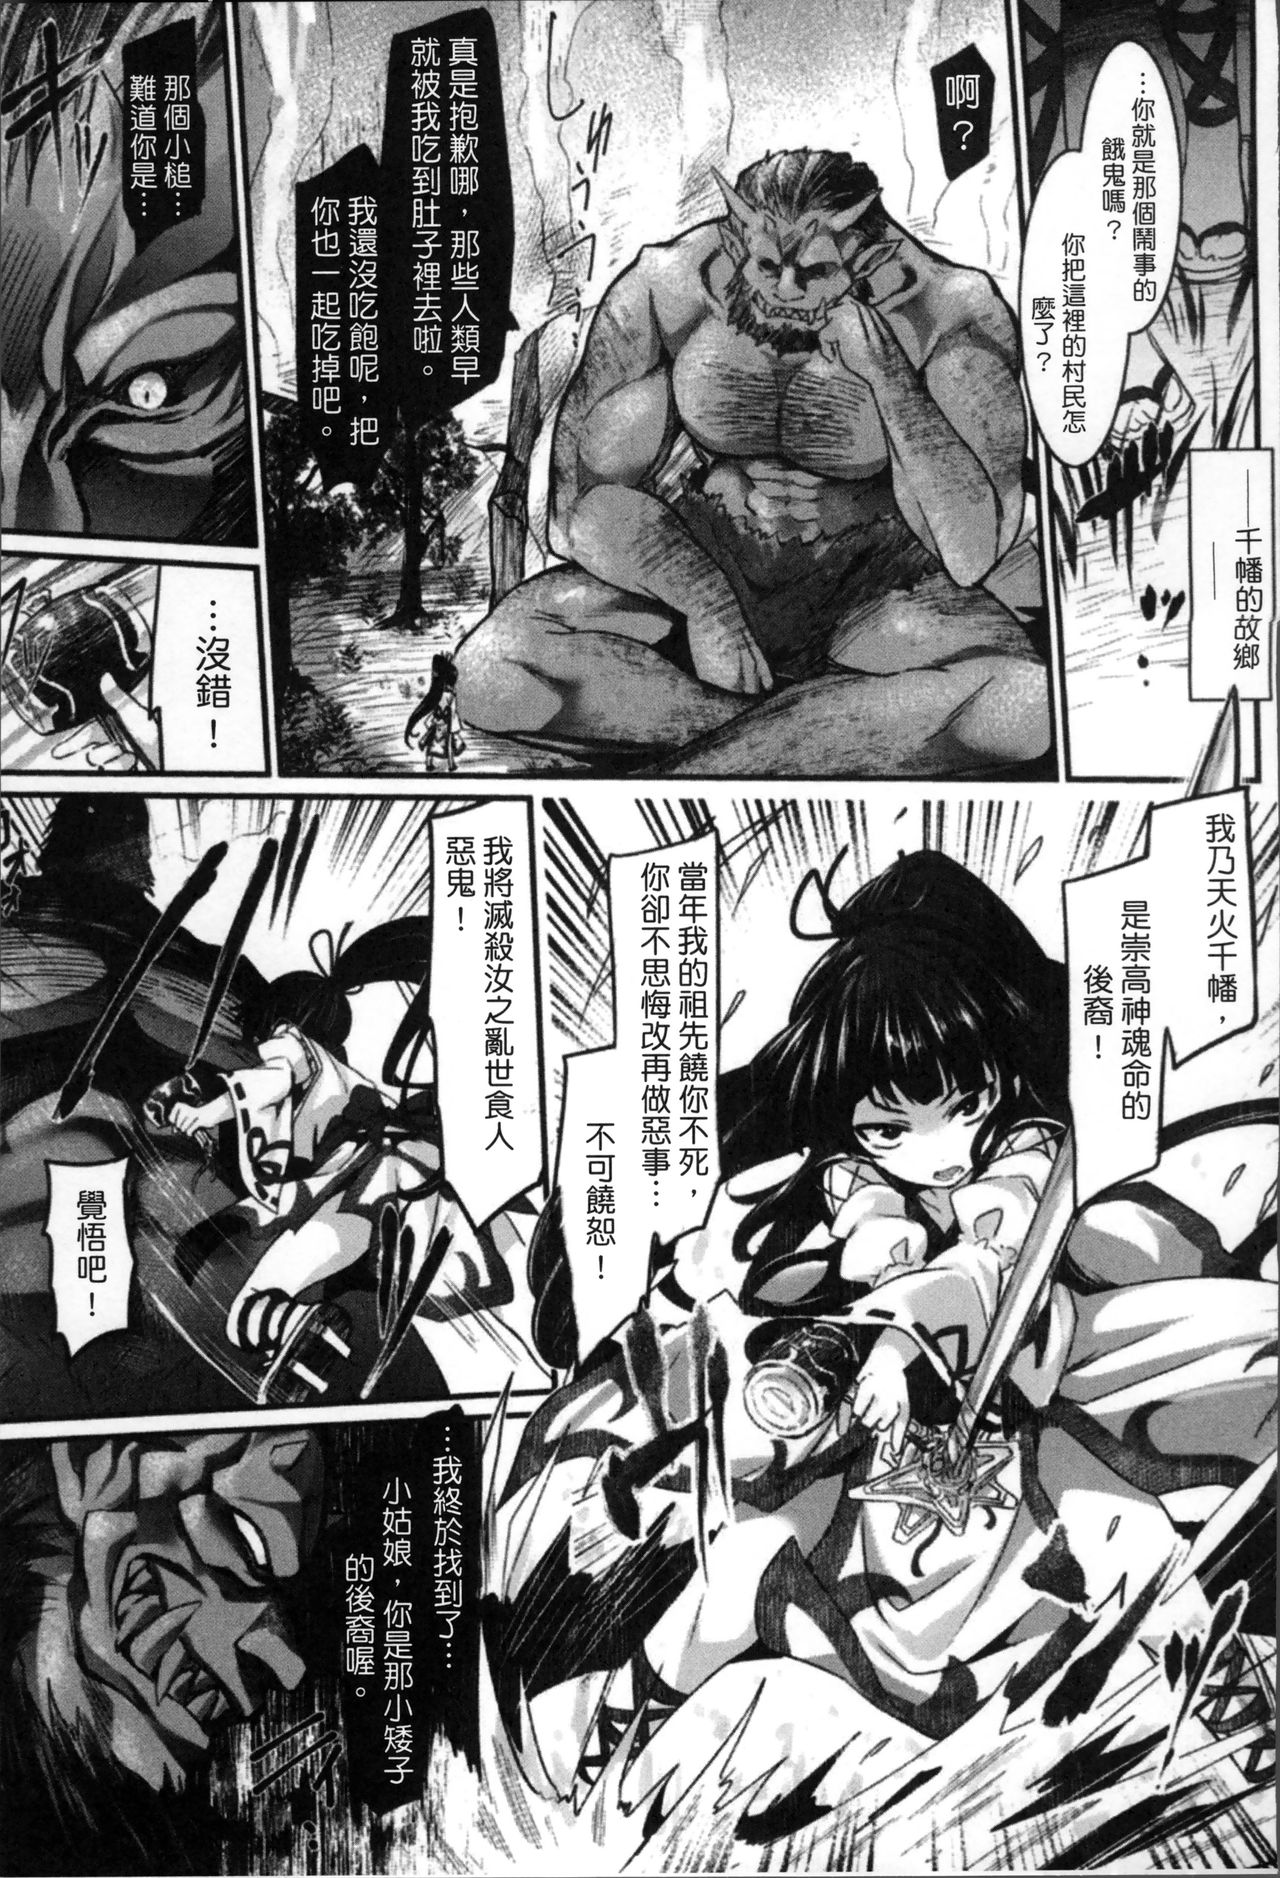 …你就是那個鬧事的
餓鬼嗎？
你把這裡的村民怎
麼了？
——千幡的故鄉——
啊？
真是抱歉哪，那些人類早
就被我吃到肚子裡去啦。
我還沒吃飽呢，把
你也一起吃掉吧。
那個小槌…
難道你是…
…沒錯！
我乃天火千幡，
是崇高神魂命的
後裔！
當年我的祖先饒你不死，
你卻不思悔改再做惡事…
不可饒恕！
我將滅殺汝之亂世食人
惡鬼！
覺悟吧！
…我終於找到了…
小姑娘，你是那小矮子
的後裔喔。